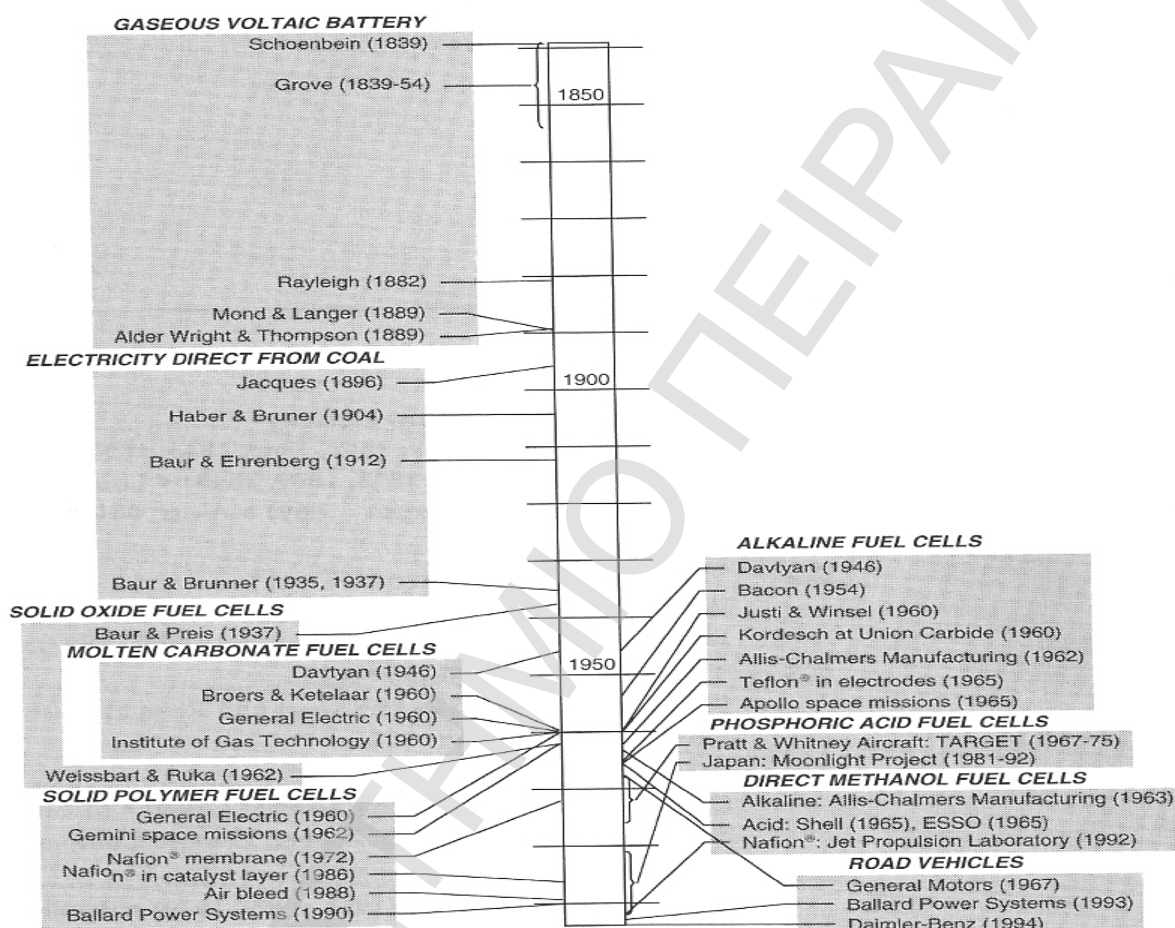 GASEOUS VOLTAIC BATTERY
Schoenbein (1839)
Grove (1839-54)
1850
Rayleigh (1882)
Mond & Langer (1889)
Alder Wright & Thompson (1889)
ELECTRICITY DIRECT FROM COAL
Jacques (1896)
1900
Haber & Bruner (1904)
Baur & Ehrenberg (1912)
Baur & Brunner (1935, 1937)
SOLID OXIDE FUEL CELLS
Baur & Preis (1937)
MOLTEN CARBONATE FUEL CELLS
1950
Davtyan (1946)
Broers & Ketelaar (1960)
General Electric (1960)
Institute of Gas Technology (1960)
Weissbart & Ruka (1962)
SOLID POLYMER FUEL CELLS
General Electric (1960)
Gemini space missions (1962)
Nafion® membrane (1972)
Nafion® in catalyst layer (1986)
Air bleed (1988)
Ballard Power Systems (1990)
ALKALINE FUEL CELLS
Davtyan (1946)
Bacon (1954)
Justi & Winsel (1960)
Kordesch at Union Carbide (1960)
Allis-Chalmers Manufacturing (1962)
Teflon® in electrodes (1965)
Apollo space missions (1965)
PHOSPHORIC ACID FUEL CELLS
Pratt & Whitney Aircraft: TARGET (1967-75)
Japan: Moonlight Project (1981-92)
DIRECT METHANOL FUEL CELLS
Alkaline: Allis-Chalmers Manufacturing (1963)
Acid: Shell (1965), ESSO (1965)
Nafion®: Jet Propulsion Laboratory (1992)
ROAD VEHICLES
General Motors (1967)
Ballard Power Systems (1993)
Daimler-Benz (1994)